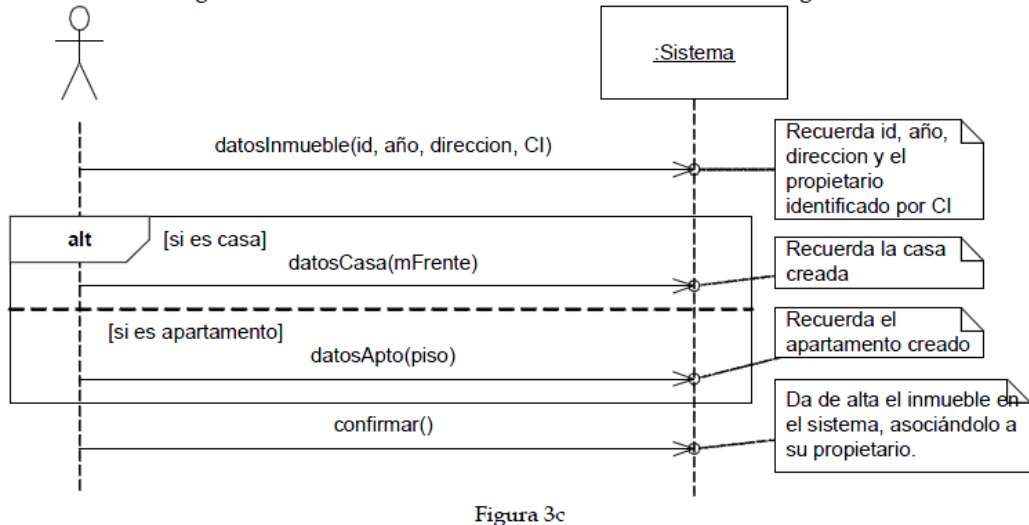 :Sistema
datosInmueble(id, año, direccion, CI)
Recuerda id, año,
direccion y el
propietario
identificado por CI
alt
[si es casa]
datosCasa(mFrente)
Recuerda la casa
creada
[si es apartamento]
datosApto(piso)
Recuerda el
apartamento creado
confirmar()
Da de alta el inmueble en
el sistema, asociándolo a
su propietario.
Figura 3c